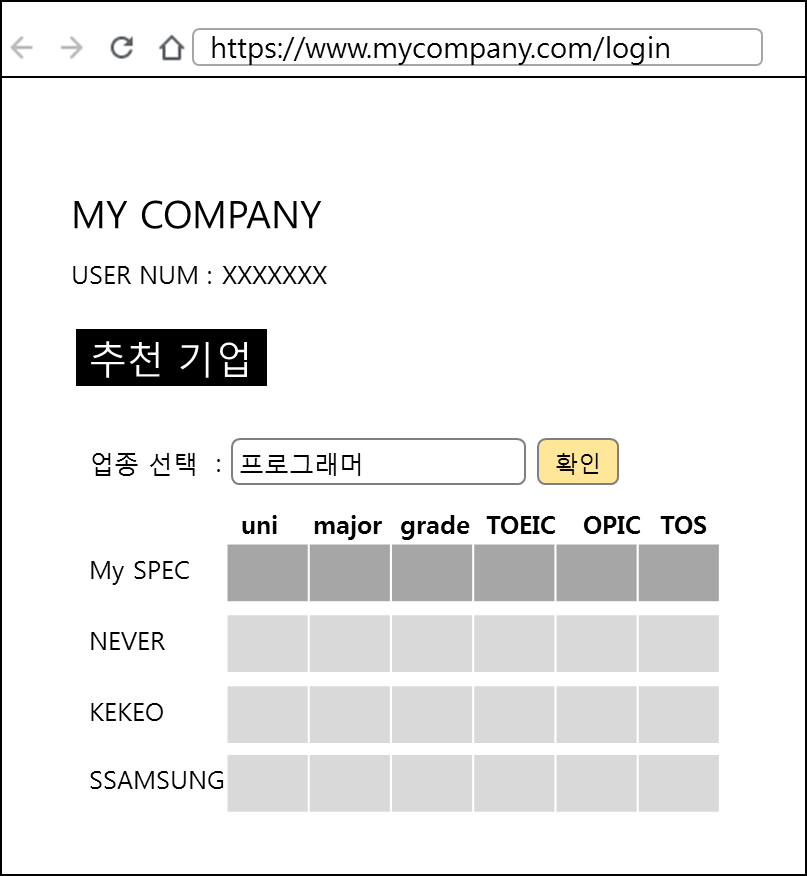 https://www.mycompany.com/login
MY COMPANY
USER NUM : XXXXXXX
추천 기업
업종 선택 : 프로그래머 확인
uni major grade TOEIC OPIC TOS
My SPEC
NEVER
KEKEO
SSAMSUNG